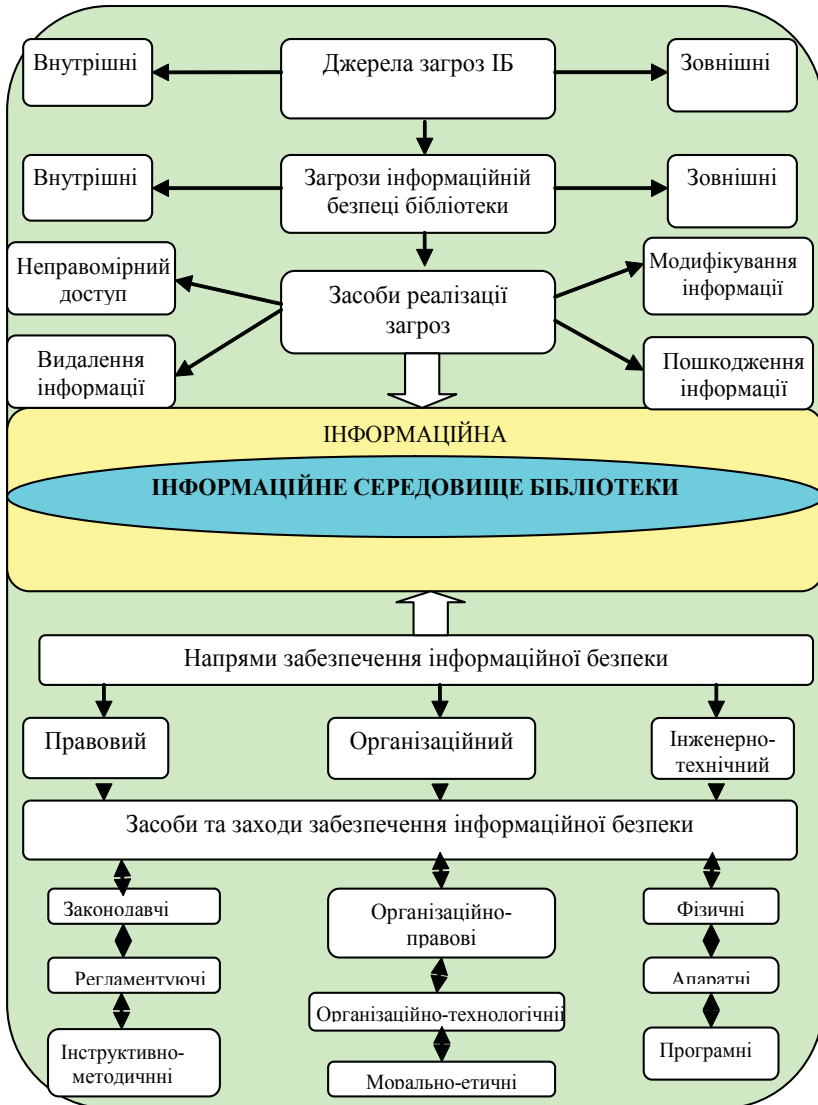 Внутрішні
Джерела загроз ІБ
Зовнішні
Внутрішні
Загрози інформаційній
безпеці бібліотеки
Зовнішні
Неправомірний
доступ
Засоби реалізації
загроз
Модифікування
інформації
Видалення
інформації
Пошкодження
інформації
ІНФОРМАЦІЙНА
ІНФОРМАЦІЙНЕ СЕРЕДОВИЩЕ БІБЛІОТЕКИ
Напрями забезпечення інформаційної безпеки
Правовий
Організаційний
Інженерно-
технічний
Засоби та заходи забезпечення інформаційної безпеки
Законодавчі
Організаційно-
правові
Фізичні
Регламентуючі
Апаратні
Організаційно-технологічні
Інструктивно-
методичнні
Морально-етичні
Програмні